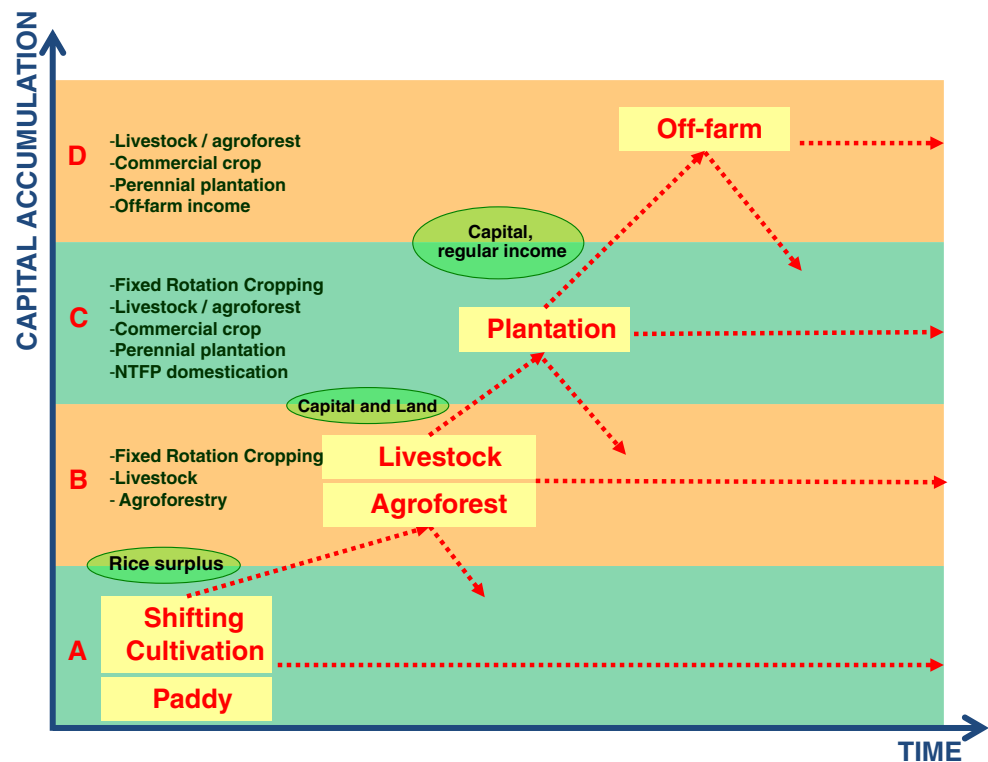 CAPITAL ACCUMULATION
D
-Livestock / agroforest
-Commercial crop
-Perennial plantation
-Off-farm income
Off-farm
Capital,
regular income
C
-Fixed Rotation Cropping
-Livestock / agroforest
-Commercial crop
-Perennial plantation
-NTFP domestication
Plantation
Capital and Land
B
-Fixed Rotation Cropping
-Livestock
- Agroforestry
Livestock
Agroforest
Rice surplus
A
Shifting
Cultivation
Paddy
TIME